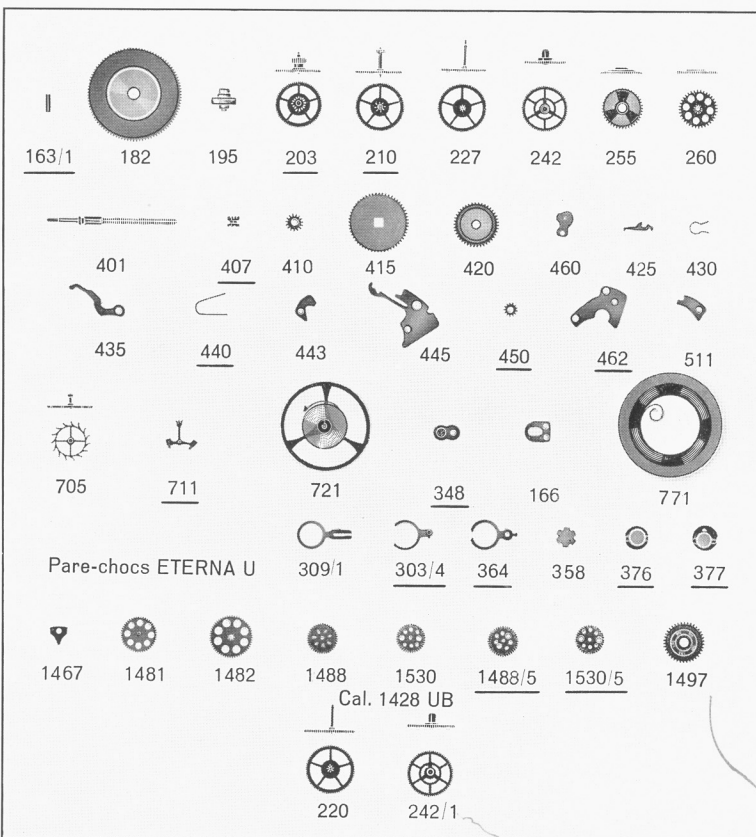 163/1 182 195 203 210 227 242 255 260
401 407 410 415 420 460 425 430
435 440 443 445 450 462 511
705 711 721 348 166 771
Pare-chocs ETERNA U 309/1 303/4 364 358 376 377
1467 1481 1482 1488 1530 1488/5 1530/5 1497
Cal. 1428 UB
220 242/1